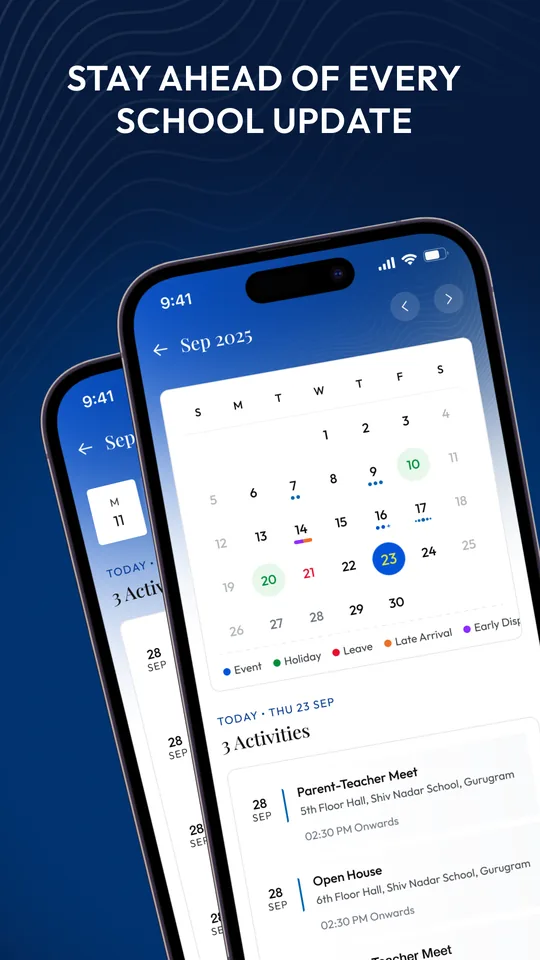 STAY AHEAD OF EVERY
SCHOOL UPDATE
9:41
Sep 2025
S M T W T F S
1 2 3 4
5 6 7 8 9 10 11
12 13 14 15 16 17 18
19 20 21 22 23 24 25
26 27 28 29 30
Event Holiday Leave Late Arrival Early Disp
TODAY • THU 23 SEP
3 Activities
28 SEP
Parent-Teacher Meet
5th Floor Hall, Shiv Nadar School, Gurugram
02:30 PM Onwards
28 SEP
Open House
6th Floor Hall, Shiv Nadar School, Gurugram
02:30 PM Onwards
Teacher Meet
9:41
Sep
M
11
TODAY •
3 Activ
28
SEP
28
SEP
28
SEP